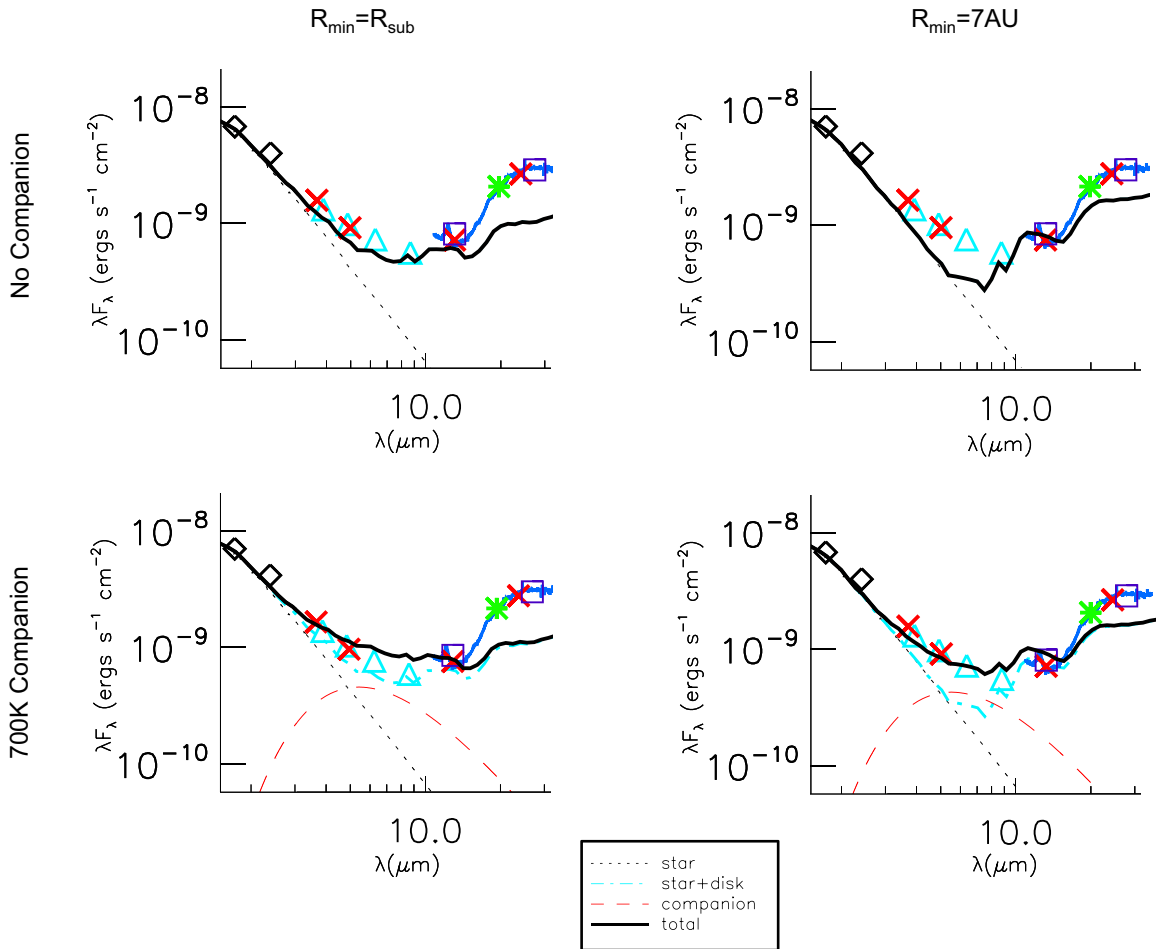 R_min=R_sub
R_min=7AU
No Companion
10⁻⁸
10⁻⁹
10⁻¹⁰
λF_λ (ergs s⁻¹ cm⁻²)
10.0
λ(μm)
10⁻⁸
10⁻⁹
10⁻¹⁰
λF_λ (ergs s⁻¹ cm⁻²)
10.0
λ(μm)
700K Companion
10⁻⁸
10⁻⁹
10⁻¹⁰
λF_λ (ergs s⁻¹ cm⁻²)
10.0
λ(μm)
10⁻⁸
10⁻⁹
10⁻¹⁰
λF_λ (ergs s⁻¹ cm⁻²)
10.0
λ(μm)
star
star+disk
companion
total